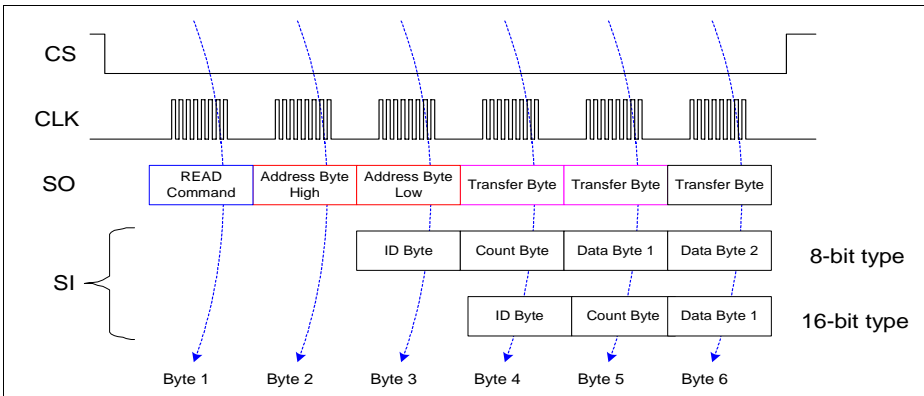 CS
CLK
SO
READ
Command
Address Byte
High
Address Byte
Low
Transfer Byte
Transfer Byte
Transfer Byte
SI
ID Byte
Count Byte
Data Byte 1
Data Byte 2
8-bit type
ID Byte
Count Byte
Data Byte 1
16-bit type
Byte 1
Byte 2
Byte 3
Byte 4
Byte 5
Byte 6